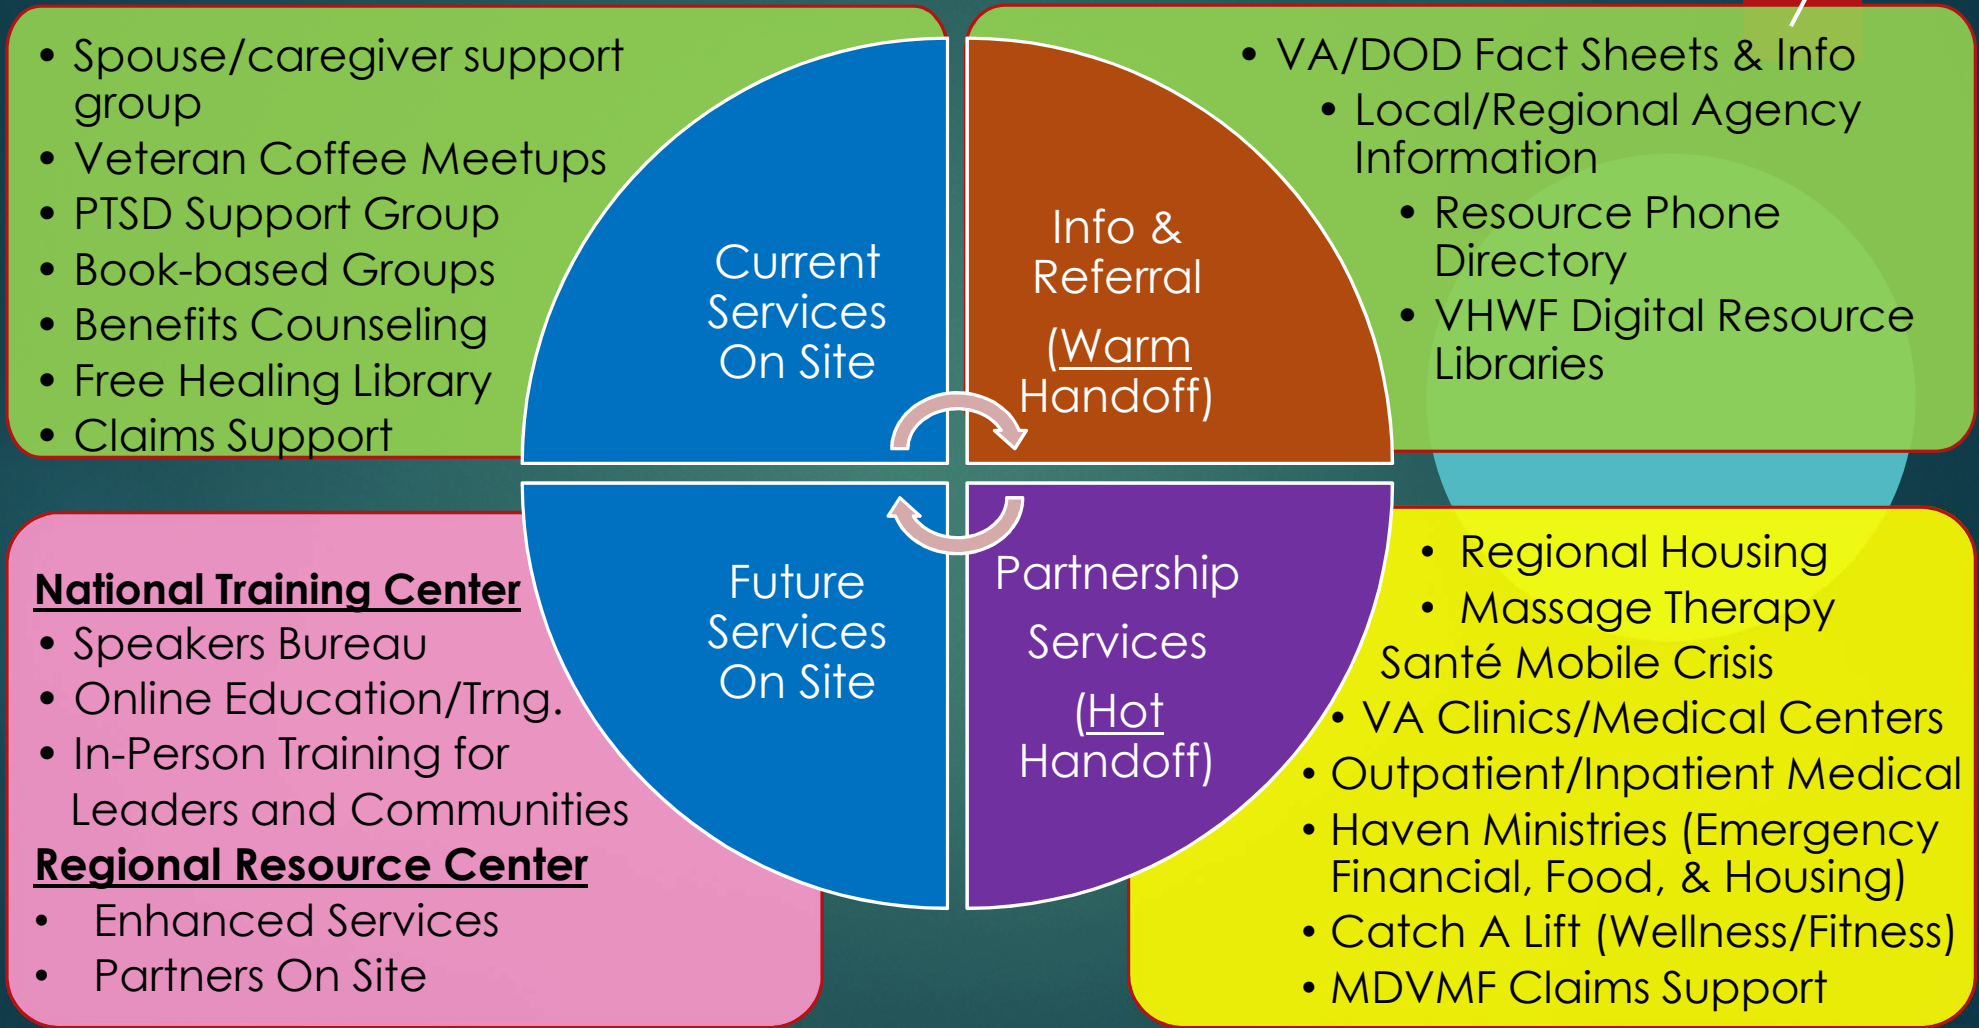 • Spouse/caregiver support
group
• Veteran Coffee Meetups
• PTSD Support Group
• Book-based Groups
• Benefits Counseling
• Free Healing Library
• Claims Support
Current
Services
On Site
Info &
Referral
(Warm
Handoff)
• VA/DOD Fact Sheets & Info
• Local/Regional Agency
Information
• Resource Phone
Directory
• VHWF Digital Resource
Libraries
National Training Center
• Speakers Bureau
• Online Education/Trng.
• In-Person Training for
Leaders and Communities
Regional Resource Center
• Enhanced Services
• Partners On Site
Future
Services
On Site
Partnership
Services
(Hot
Handoff)
• Regional Housing
• Massage Therapy
Santé Mobile Crisis
• VA Clinics/Medical Centers
• Outpatient/Inpatient Medical
• Haven Ministries (Emergency
Financial, Food, & Housing)
• Catch A Lift (Wellness/Fitness)
• MDVMF Claims Support